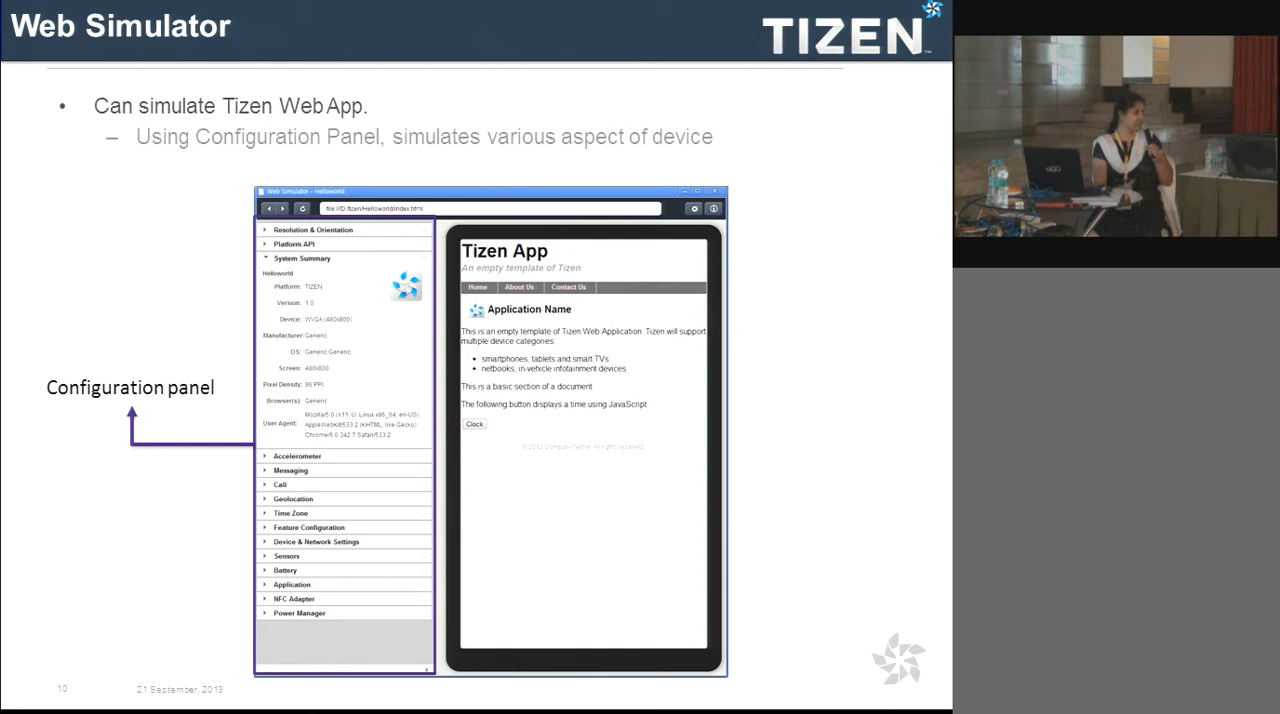 Web Simulator
TIZEN™
• Can simulate Tizen Web App.
– Using Configuration Panel, simulates various aspect of device
Web Simulator - Helloworld
file://D:/tizen/Helloworld/index.html
Resolution & Orientation
Platform API
System Summary
Helloworld
Platform: TIZEN
Version: 1.0
Device: WVGA (480x800)
Manufacturer: Generic
OS: Generic Generic
Screen: 480x800
Pixel Density: 96 PPI
Browser(s): Generic
User Agent: Mozilla/5.0 (X11; U; Linux x86_64; en-US)
AppleWebKit/533.2 (KHTML, like Gecko)
Chrome/5.0.342.7 Safari/533.2
Accelerometer
Messaging
Call
Geolocation
Time Zone
Feature Configuration
Device & Network Settings
Sensors
Battery
Application
NFC Adapter
Power Manager
Configuration panel
Tizen App
An empty template of Tizen
Home About Us Contact Us
Application Name
This is an empty template of Tizen Web Application. Tizen will support
multiple device categories:
• smartphones, tablets and smart TVs
• netbooks, in-vehicle infotainment devices
This is a basic section of a document.
The following button displays a time using JavaScript.
Clock
© 2012 Company Name. All rights reserved.
10
21 September, 2013